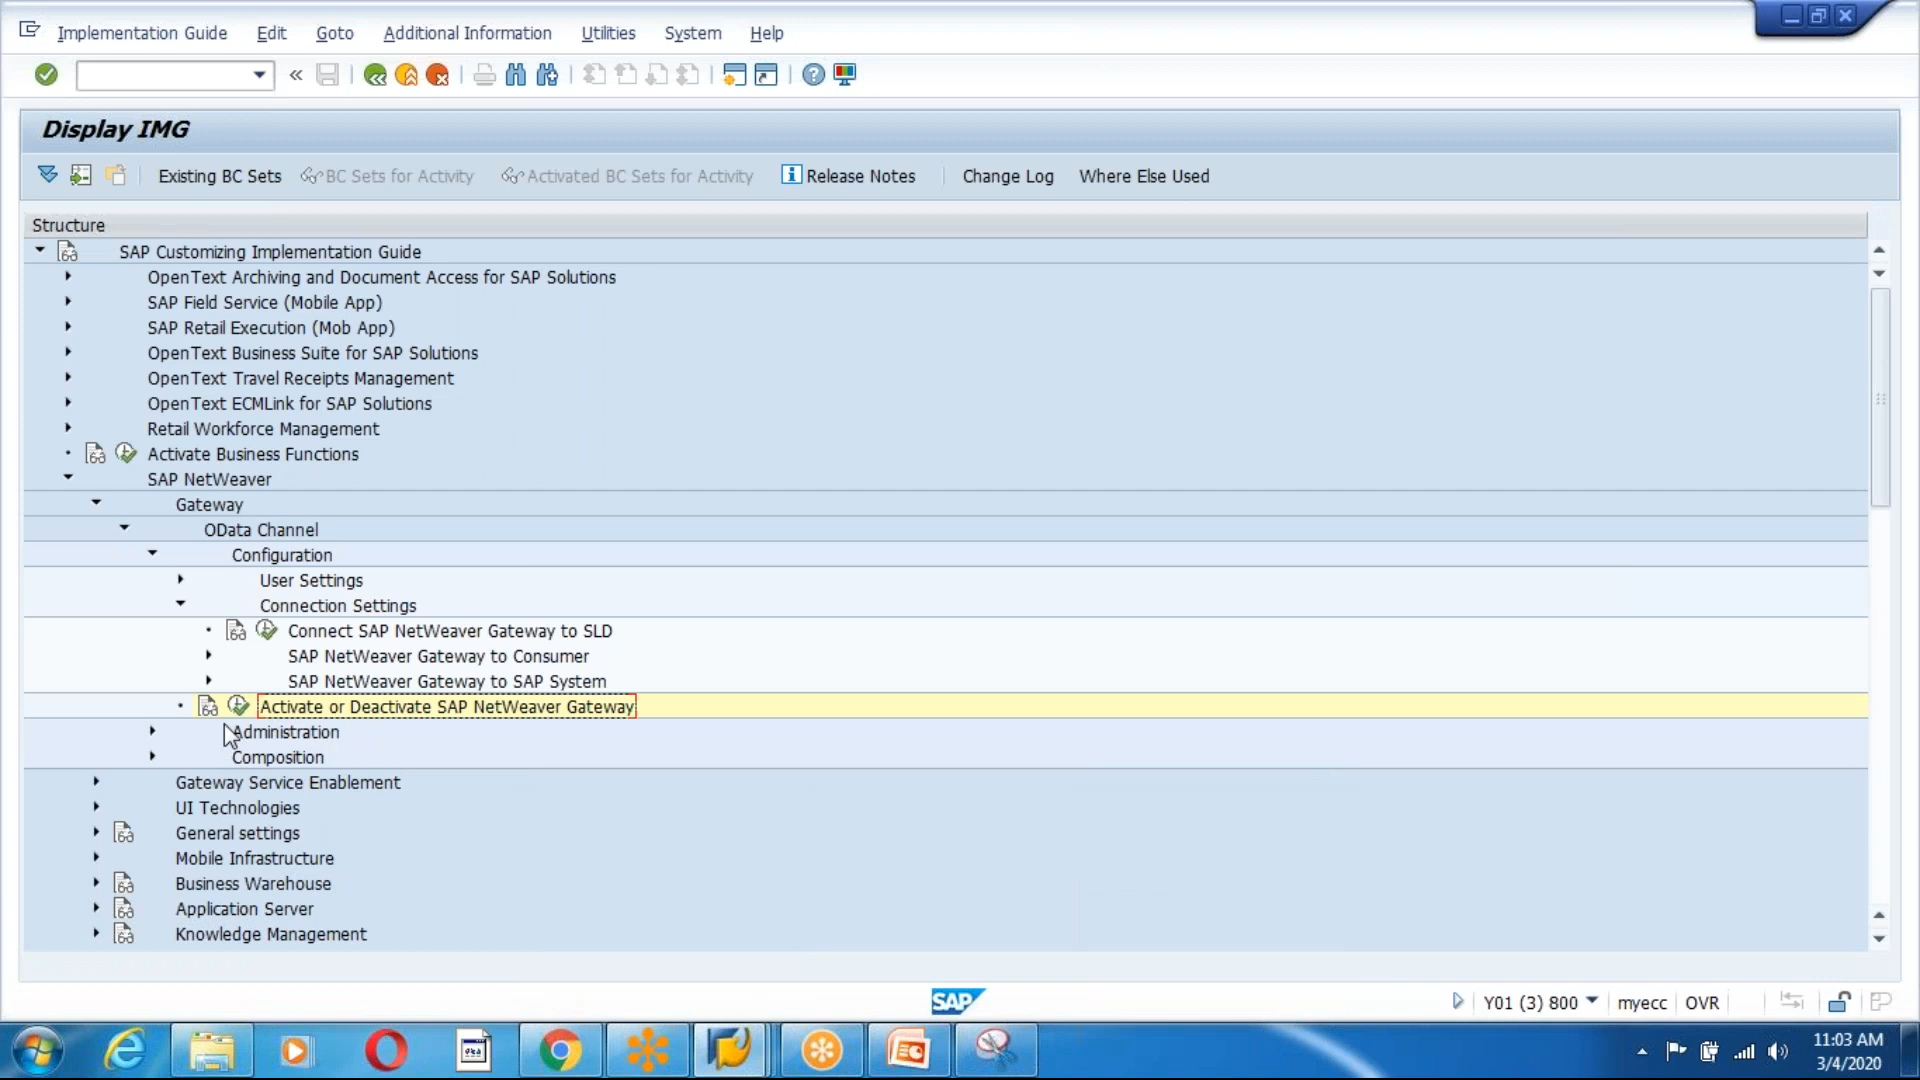 Implementation Guide Edit Goto Additional Information Utilities System Help
Display IMG
Existing BC Sets BC Sets for Activity Activated BC Sets for Activity Release Notes Change Log Where Else Used
Structure
SAP Customizing Implementation Guide
OpenText Archiving and Document Access for SAP Solutions
SAP Field Service (Mobile App)
SAP Retail Execution (Mob App)
OpenText Business Suite for SAP Solutions
OpenText Travel Receipts Management
OpenText ECMLink for SAP Solutions
Retail Workforce Management
Activate Business Functions
SAP NetWeaver
Gateway
OData Channel
Configuration
User Settings
Connection Settings
Connect SAP NetWeaver Gateway to SLD
SAP NetWeaver Gateway to Consumer
SAP NetWeaver Gateway to SAP System
Activate or Deactivate SAP NetWeaver Gateway
Administration
Composition
Gateway Service Enablement
UI Technologies
General settings
Mobile Infrastructure
Business Warehouse
Application Server
Knowledge Management
SAP Y01 (3) 800 myecc OVR
11:03 AM
3/4/2020